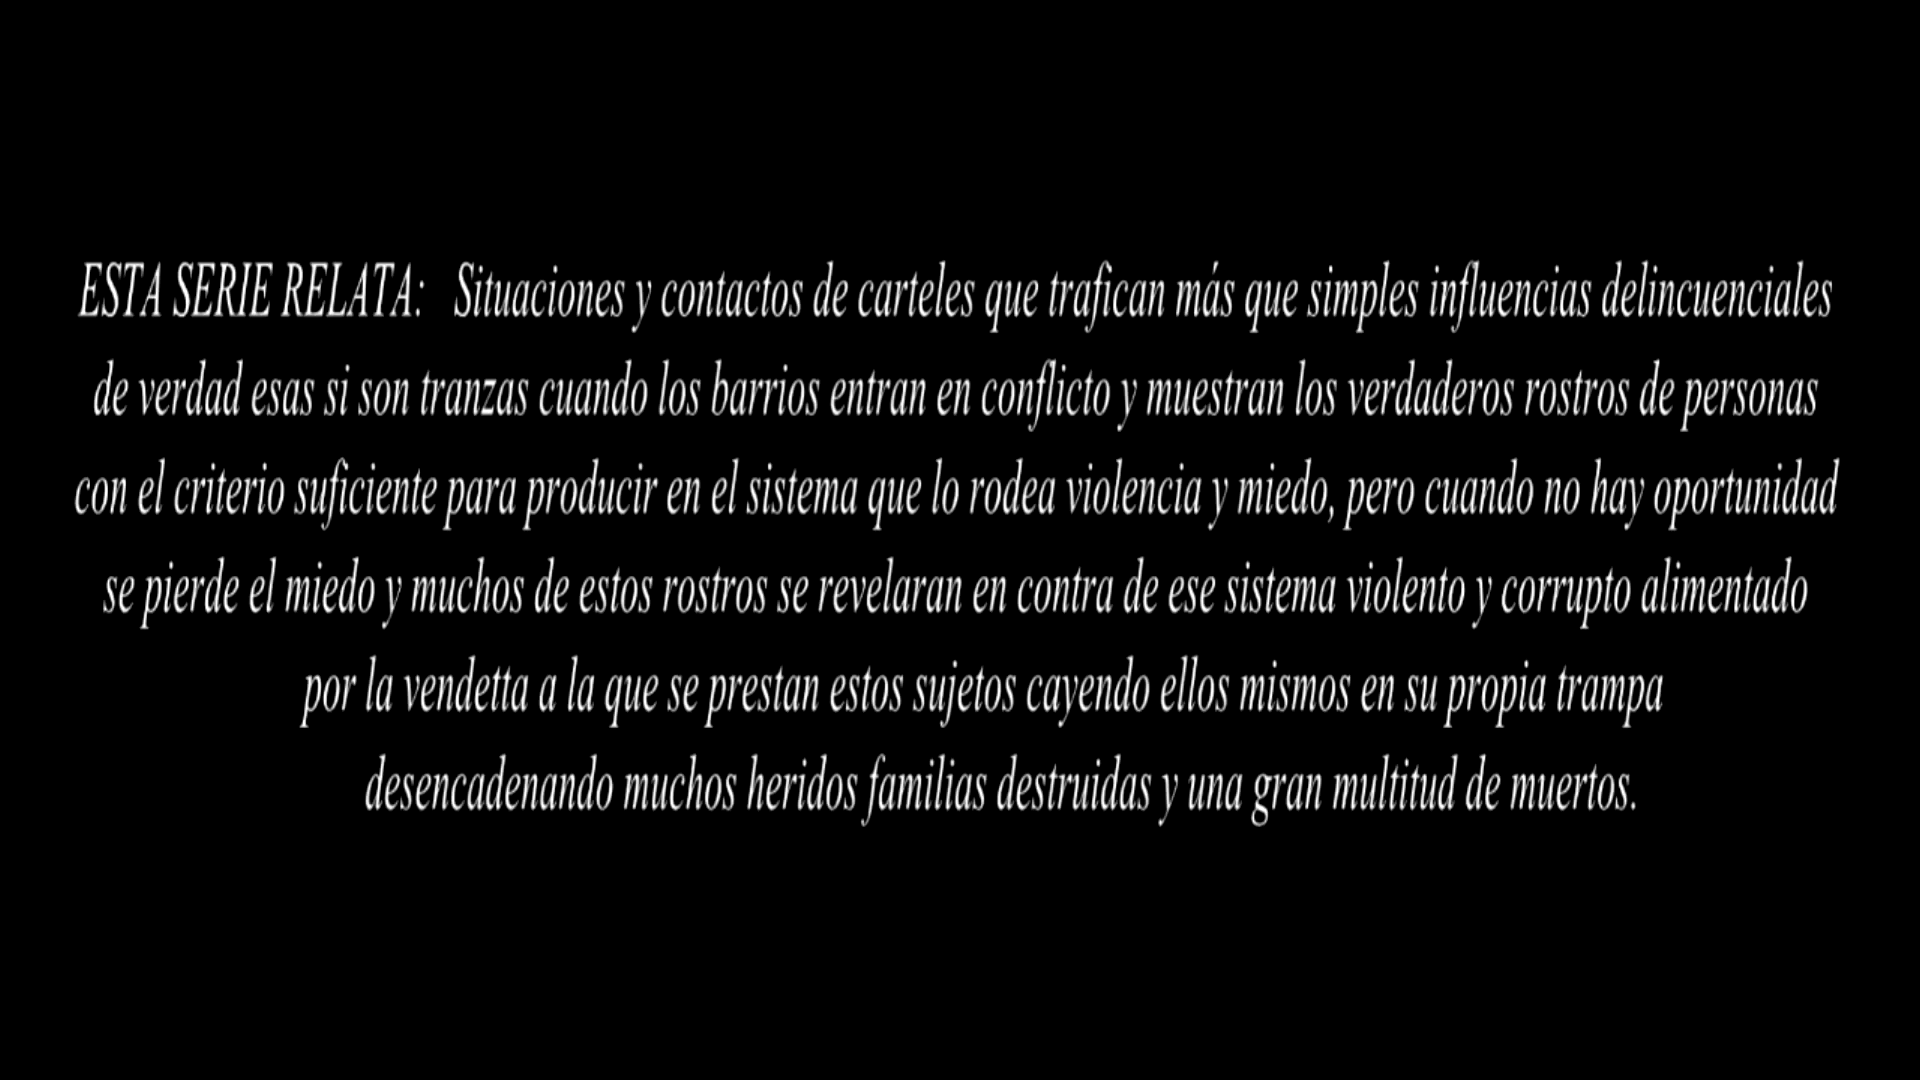 ESTA SERIE RELATA: Situaciones y contactos de carteles que trafican más que simples influencias delincuenciales
de verdad esas si son tranzas cuando los barrios entran en conflicto y muestran los verdaderos rostros de personas
con el criterio suficiente para producir en el sistema que lo rodea violencia y miedo, pero cuando no hay oportunidad
se pierde el miedo y muchos de estos rostros se revelaran en contra de ese sistema violento y corrupto alimentado
por la vendetta a la que se prestan estos sujetos cayendo ellos mismos en su propia trampa
desencadenando muchos heridos familias destruidas y una gran multitud de muertos.